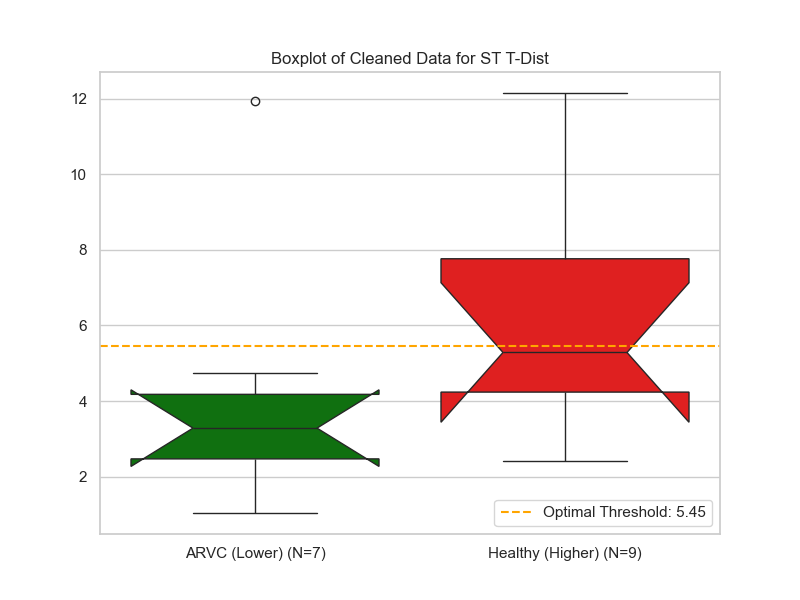 Boxplot of Cleaned Data for ST T-Dist
12
10
8
6
4
2
Optimal Threshold: 5.45
ARVC (Lower) (N=7)
Healthy (Higher) (N=9)